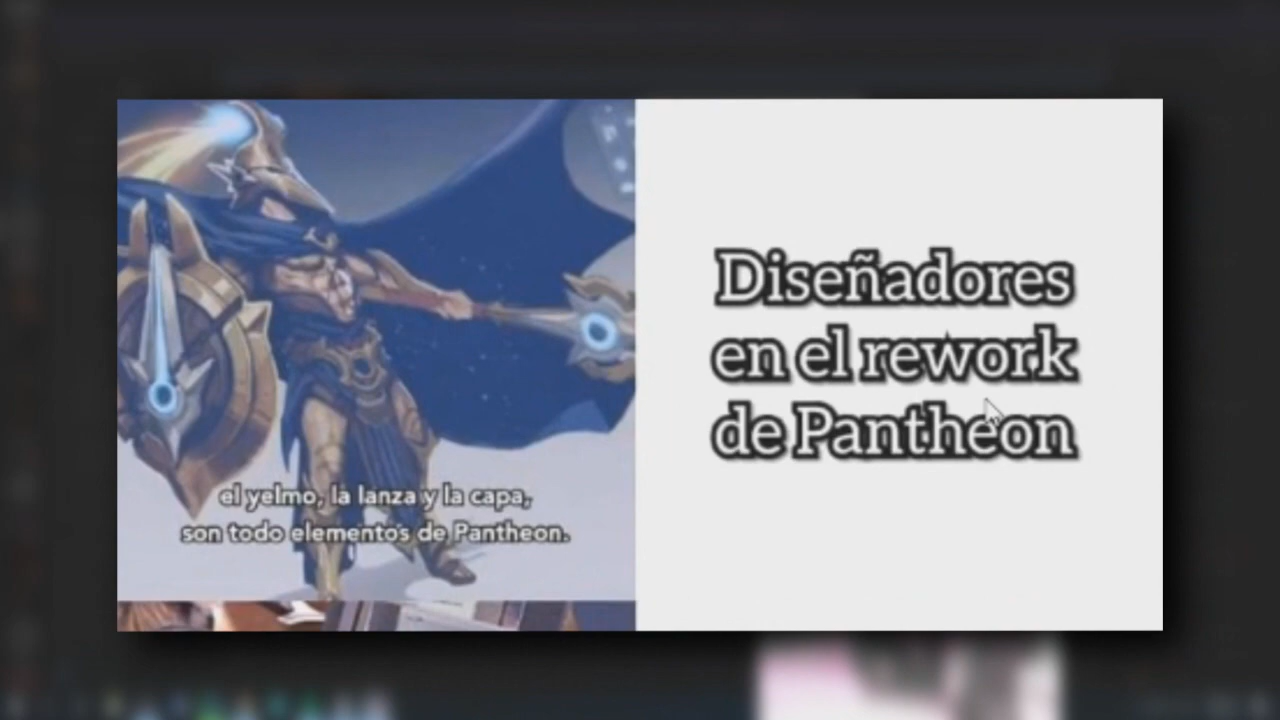 el yelmo, la lanza y la capa,
son todo elementos de Pantheon.
Diseñadores
en el rework
de Pantheon